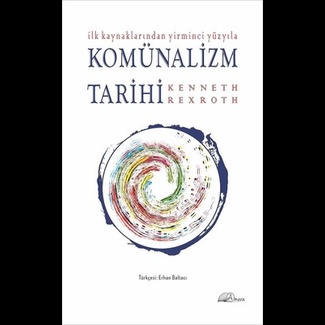 ilk kaynaklarından yirminci yüzyıla
KOMÜNALİZM
TARİHİ
KENNETH
REXROTH
Türkçesi: Erhan Baltacı